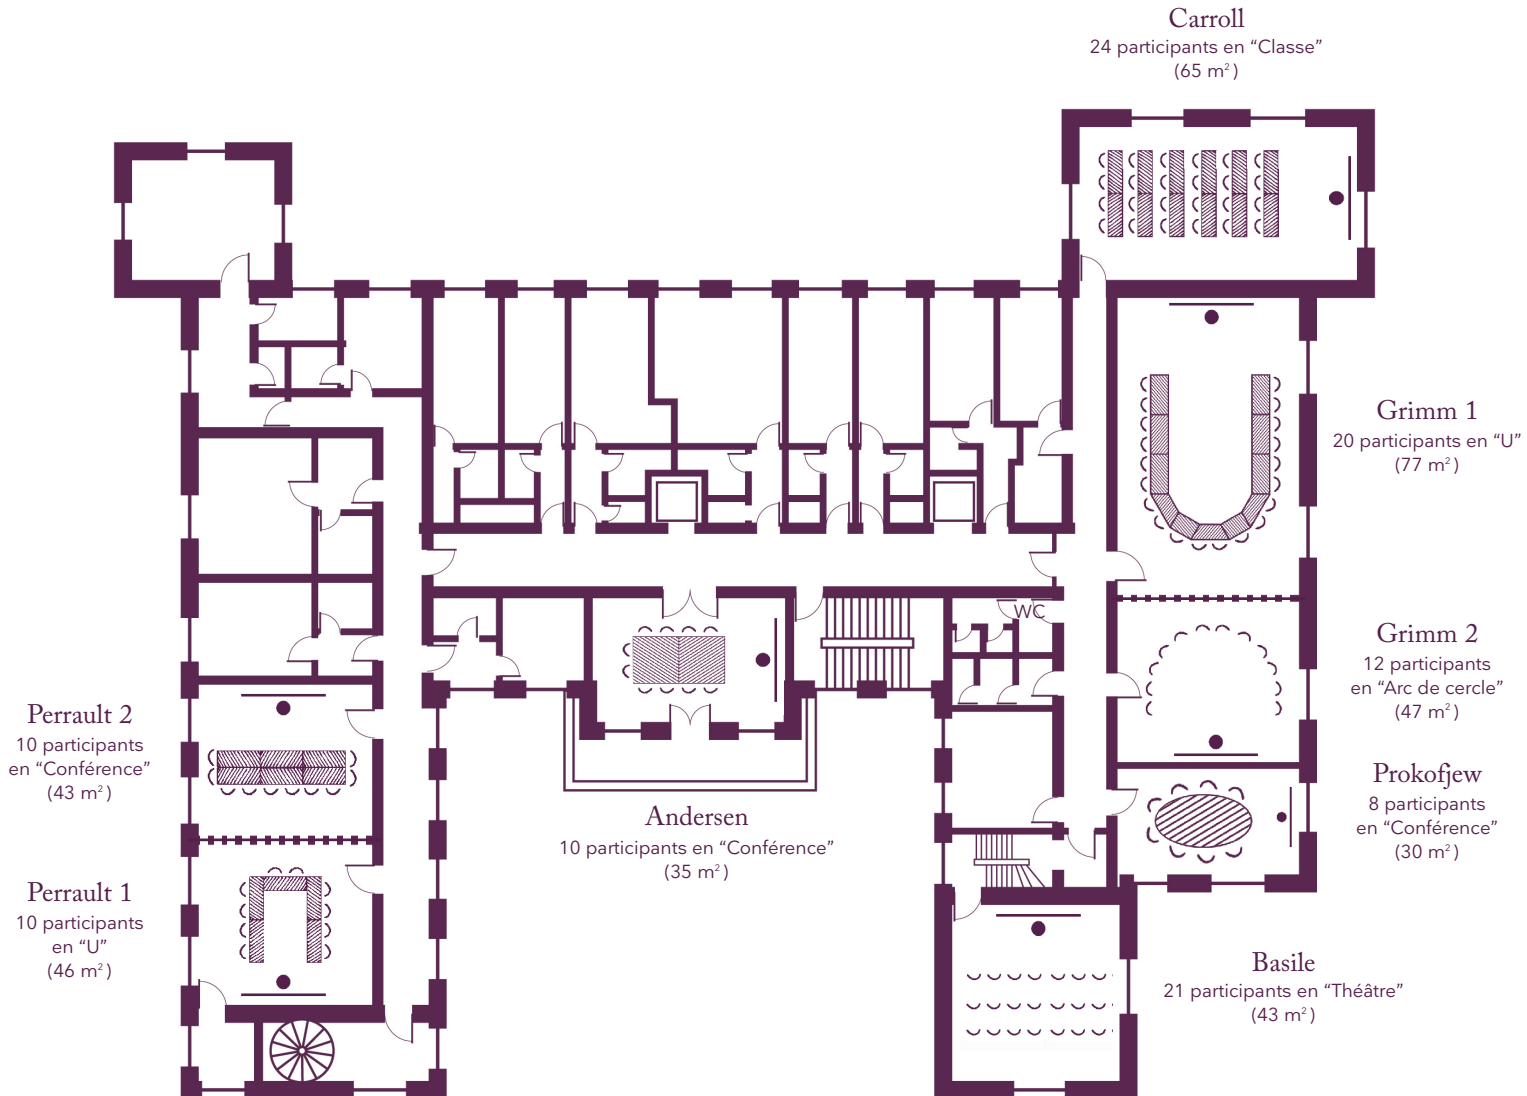 Carroll
24 participants en “Classe”
(65 m²)
Grimm 1
20 participants en “U”
(77 m²)
WC
Grimm 2
12 participants
en “Arc de cercle”
(47 m²)
Perrault 2
10 participants
en “Conférence”
(43 m²)
Prokofjew
8 participants
en “Conférence”
(30 m²)
Andersen
10 participants en “Conférence”
(35 m²)
Perrault 1
10 participants
en “U”
(46 m²)
Basile
21 participants en “Théâtre”
(43 m²)